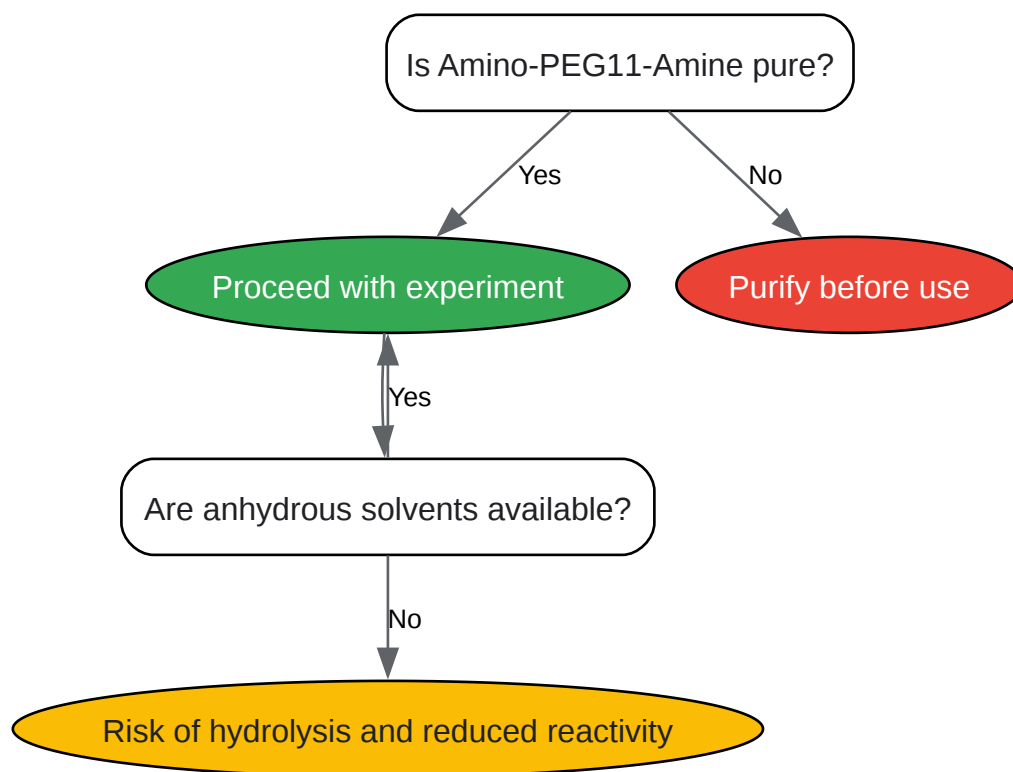 Is Amino-PEG11-Amine pure?
Yes
No
Proceed with experiment
Purify before use
Yes
Are anhydrous solvents available?
No
Risk of hydrolysis and reduced reactivity